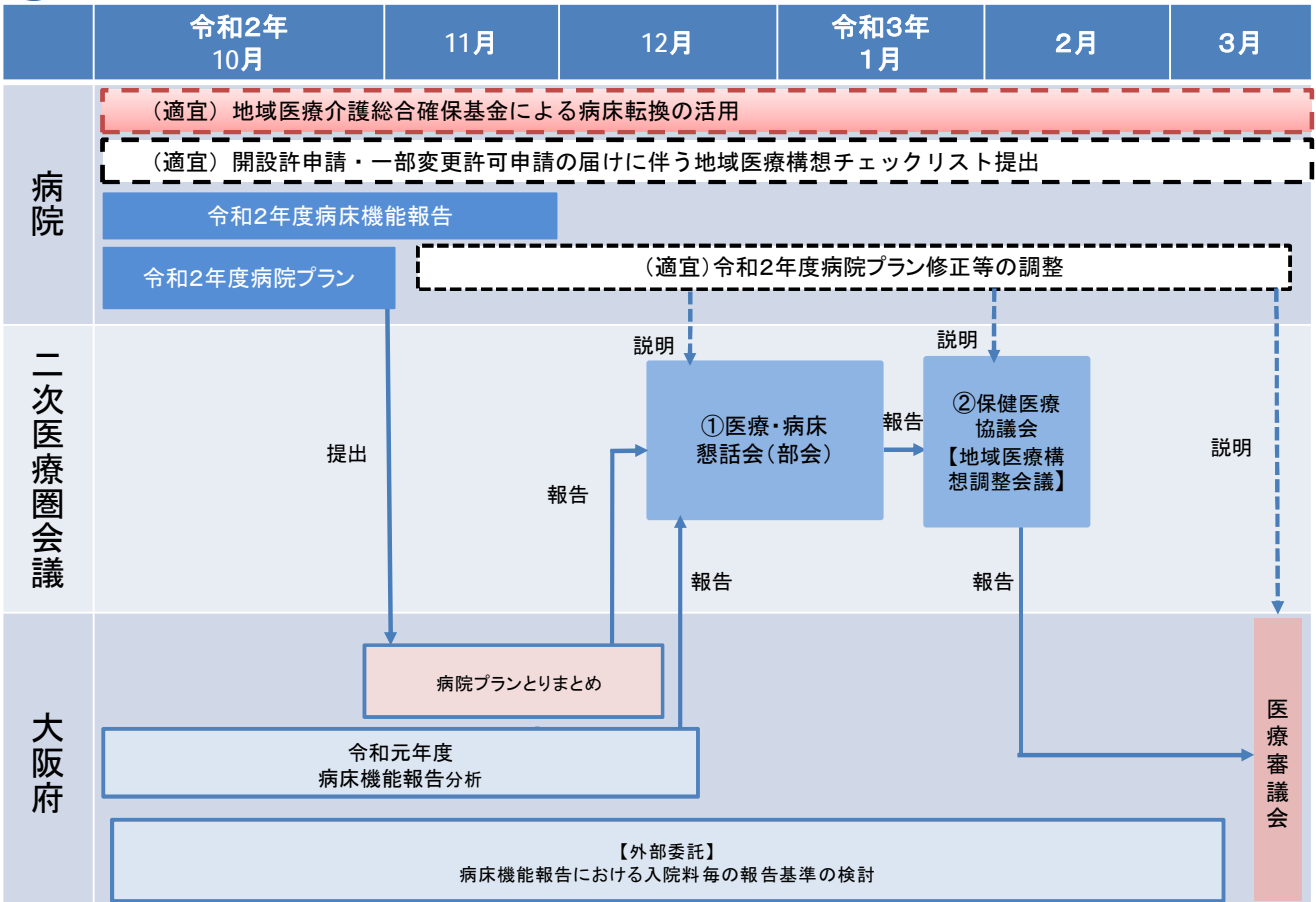 令和2年
10月
11月
12月
令和3年
1月
2月
3月
病院
（適宜）地域医療介護総合確保基金による病床転換の活用
（適宜）開設許申請・一部変更許可申請の届けに伴う地域医療構想チェックリスト提出
令和2年度病床機能報告
令和2年度病院プラン
（適宜）令和2年度病院プラン修正等の調整
二次医療圏会議
説明
説明
説明
提出
報告
①医療・病床
懇話会（部会）
報告
②保健医療
協議会
【地域医療構
想調整会議】
報告
報告
大阪府
病院プランとりまとめ
令和元年度
病床機能報告分析
【外部委託】
病床機能報告における入院料毎の報告基準の検討
医療審議会